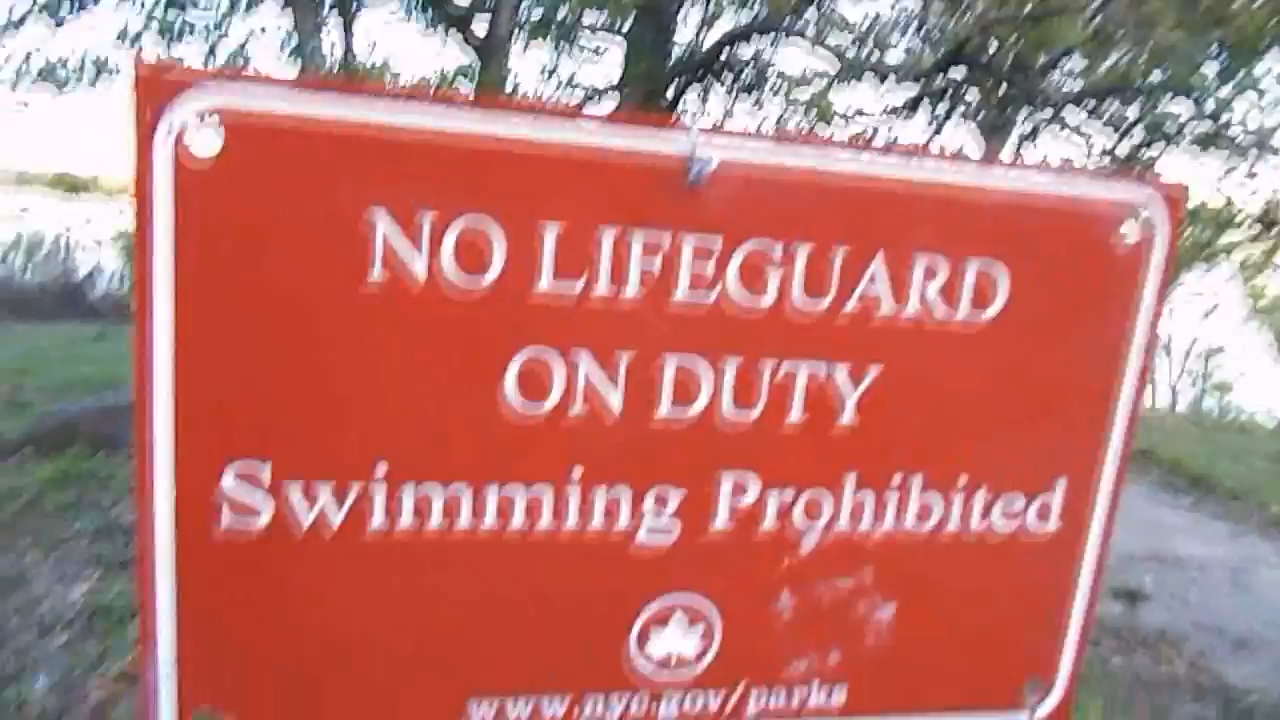 NO LIFEGUARD
ON DUTY
Swimming Prohibited
www.nyc.gov/parks